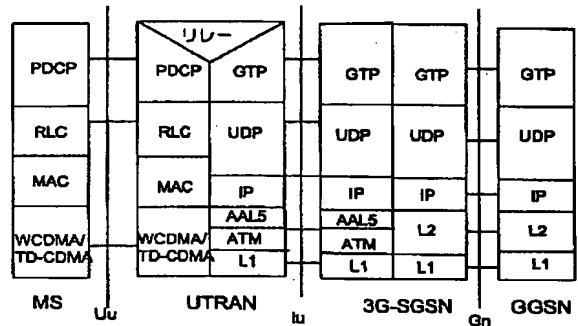 リレー
PDCP
RLC
MAC
WCDMA/
TD-CDMA
MS
Uu
PDCP
RLC
MAC
WCDMA/
TD-CDMA
GTP
UDP
IP
AAL5
ATM
L1
UTRAN
Iu
GTP
UDP
IP
AAL5
ATM
L1
GTP
UDP
IP
L2
L1
3G-SGSN
Gn
GTP
UDP
IP
L2
L1
GGSN